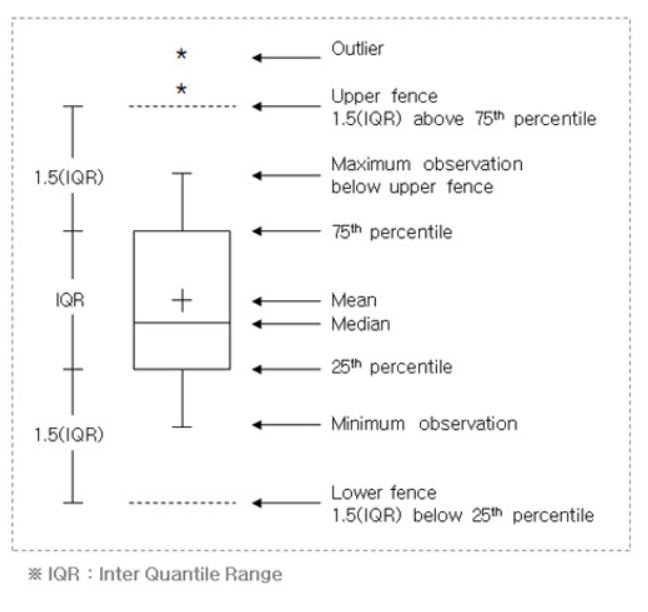 Outlier
Upper fence
1.5(IQR) above 75th percentile
1.5(IQR)
Maximum observation
below upper fence
75th percentile
IQR
Mean
Median
25th percentile
Minimum observation
1.5(IQR)
Lower fence
1.5(IQR) below 25th percentile
※ IQR : Inter Quantile Range